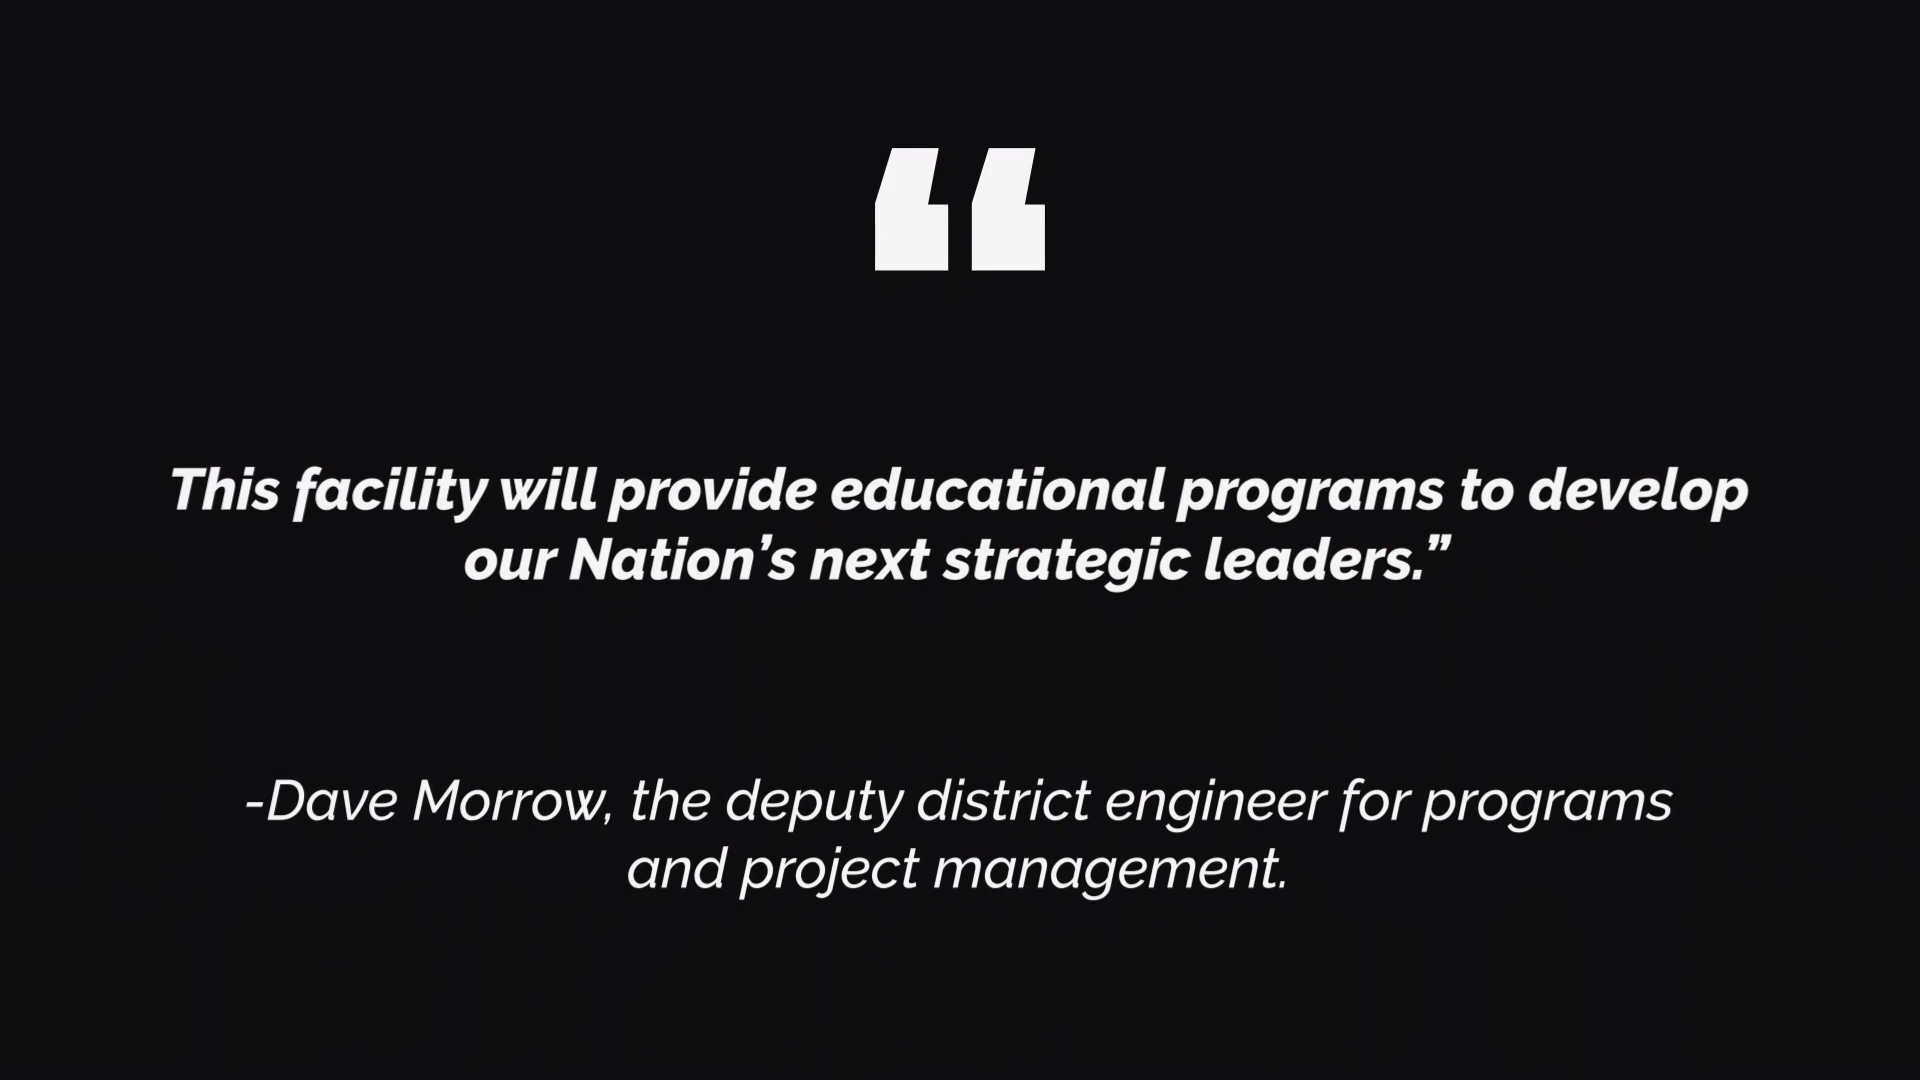 “
This facility will provide educational programs to develop
our Nation’s next strategic leaders.”
-Dave Morrow, the deputy district engineer for programs
and project management.